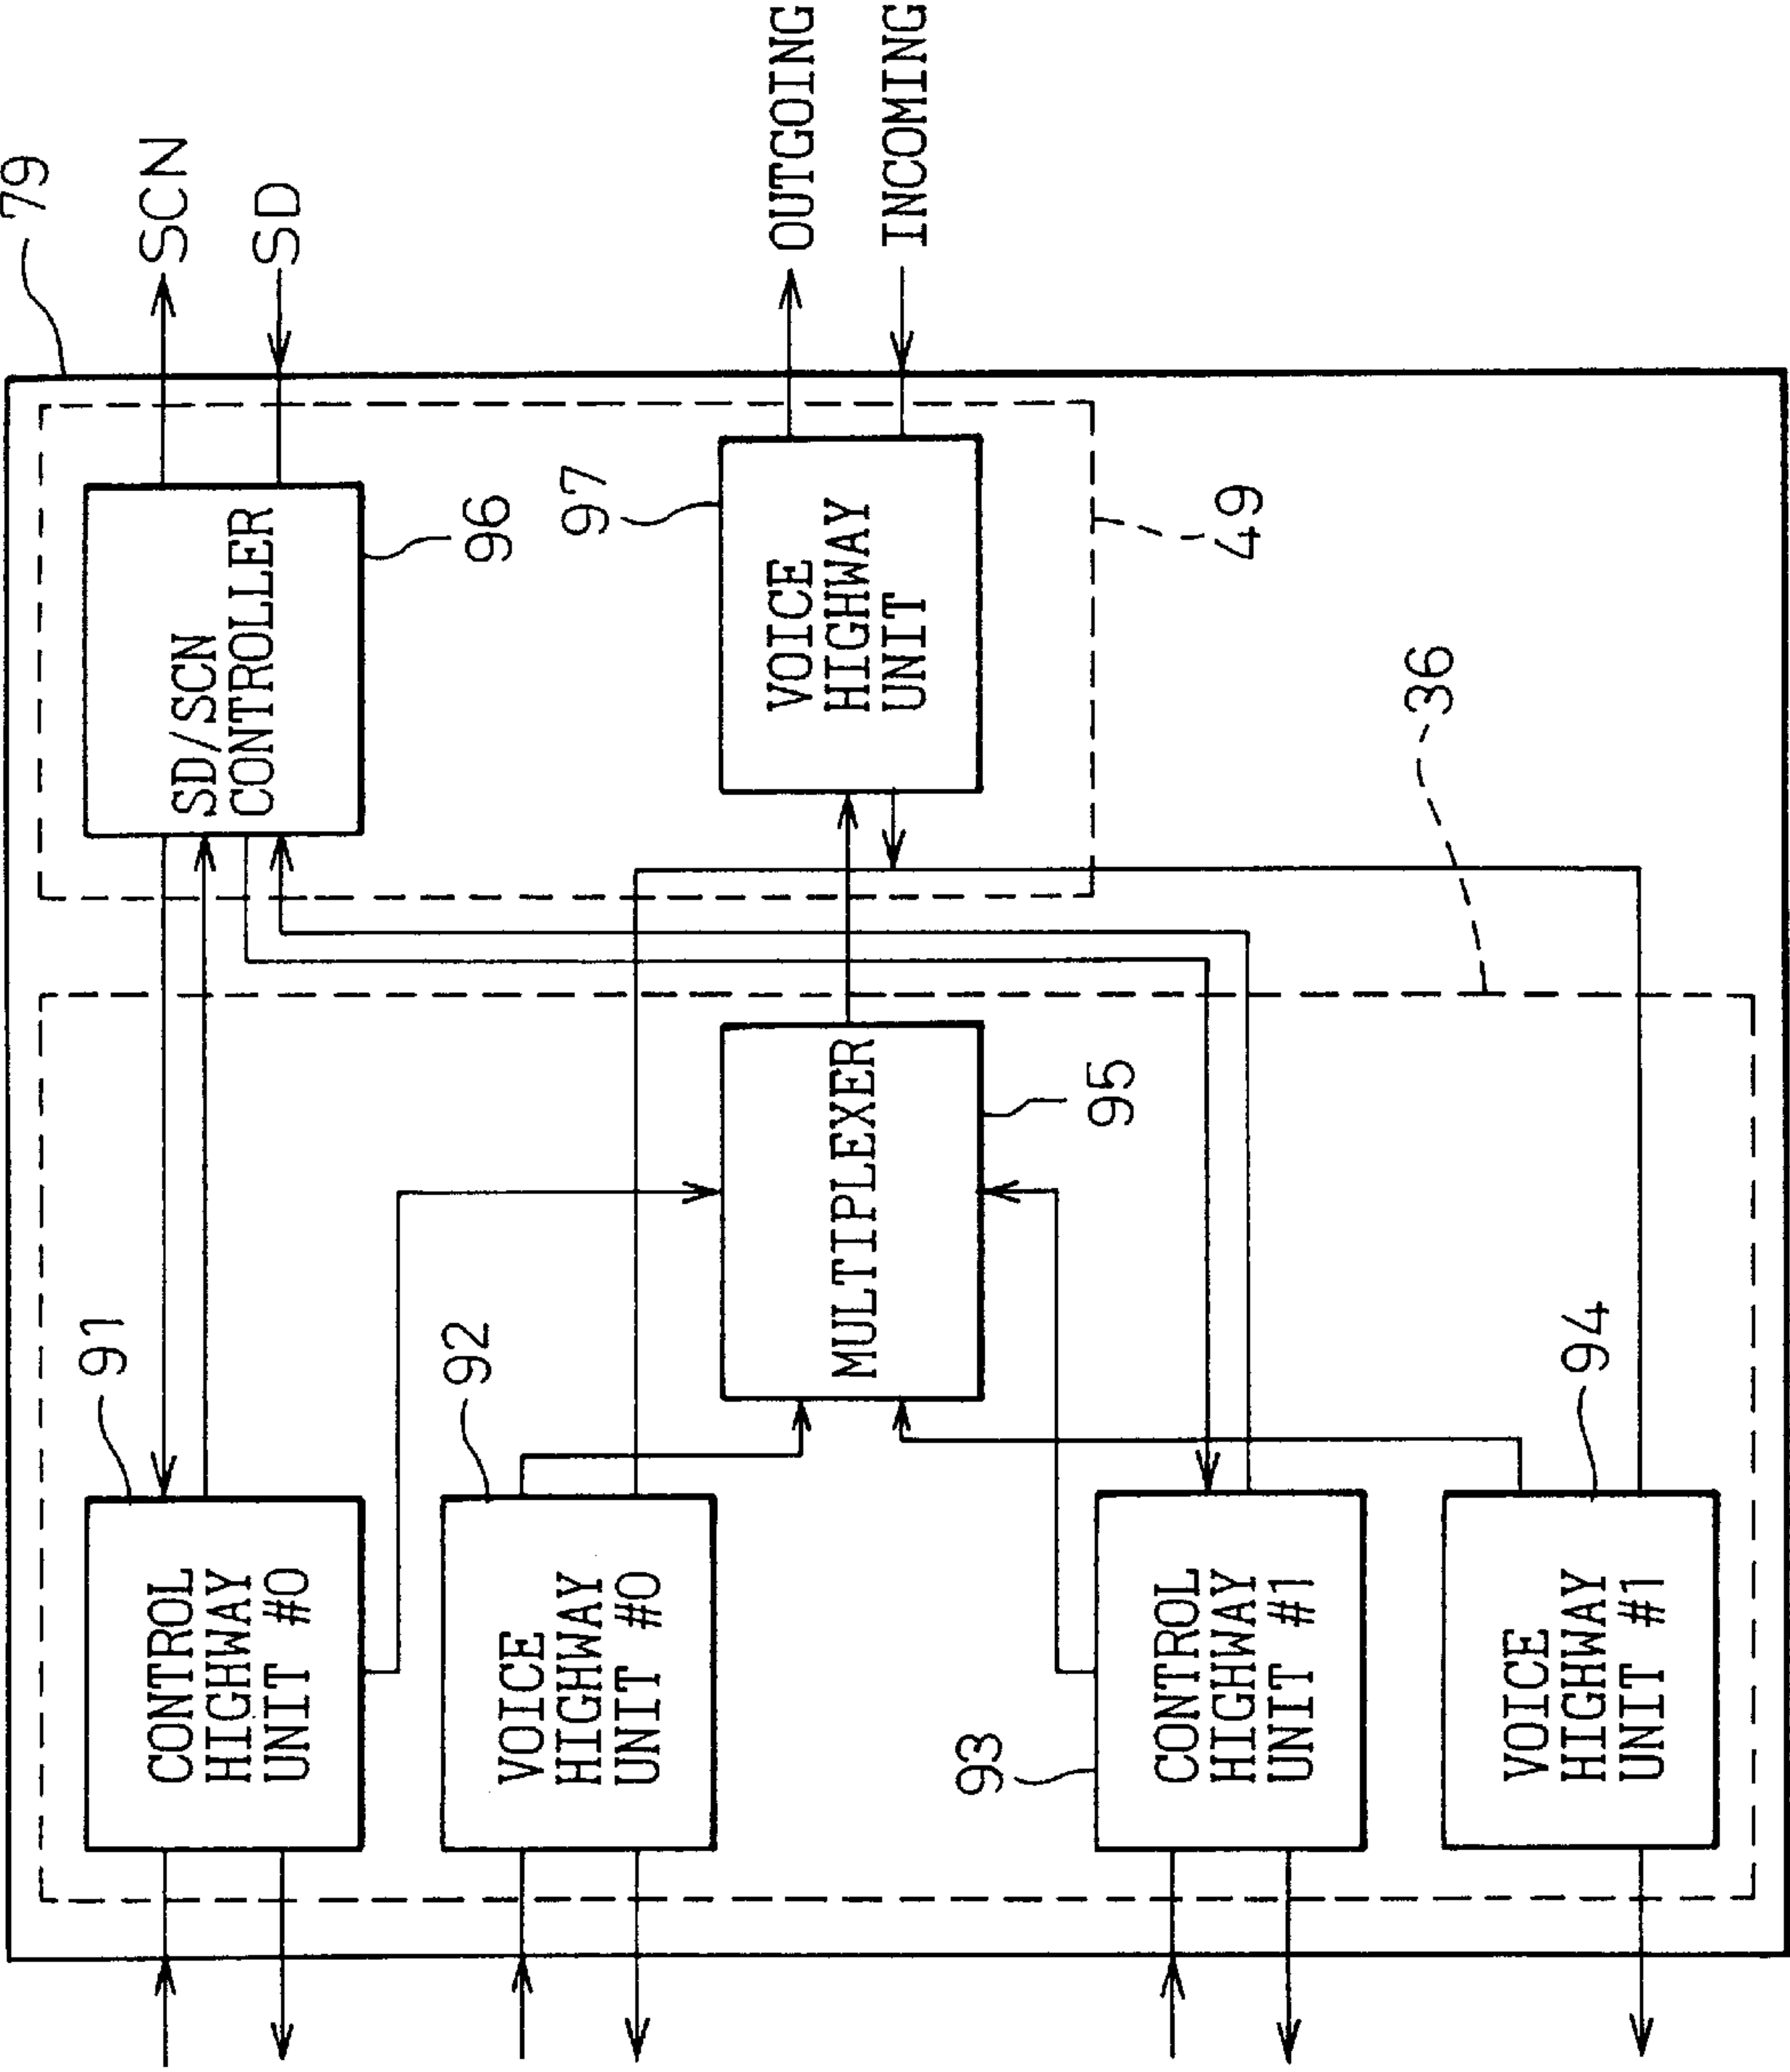 79
SCN
SD
OUTGOING
INCOMING
SD/SCN
CONTROLLER
96
97
VOICE
HIGHWAY
UNIT
49
36
MULTIPLEXER
95
91
CONTROL
HIGHWAY
UNIT #0
92
VOICE
HIGHWAY
UNIT #0
93
CONTROL
HIGHWAY
UNIT #1
94
VOICE
HIGHWAY
UNIT #1